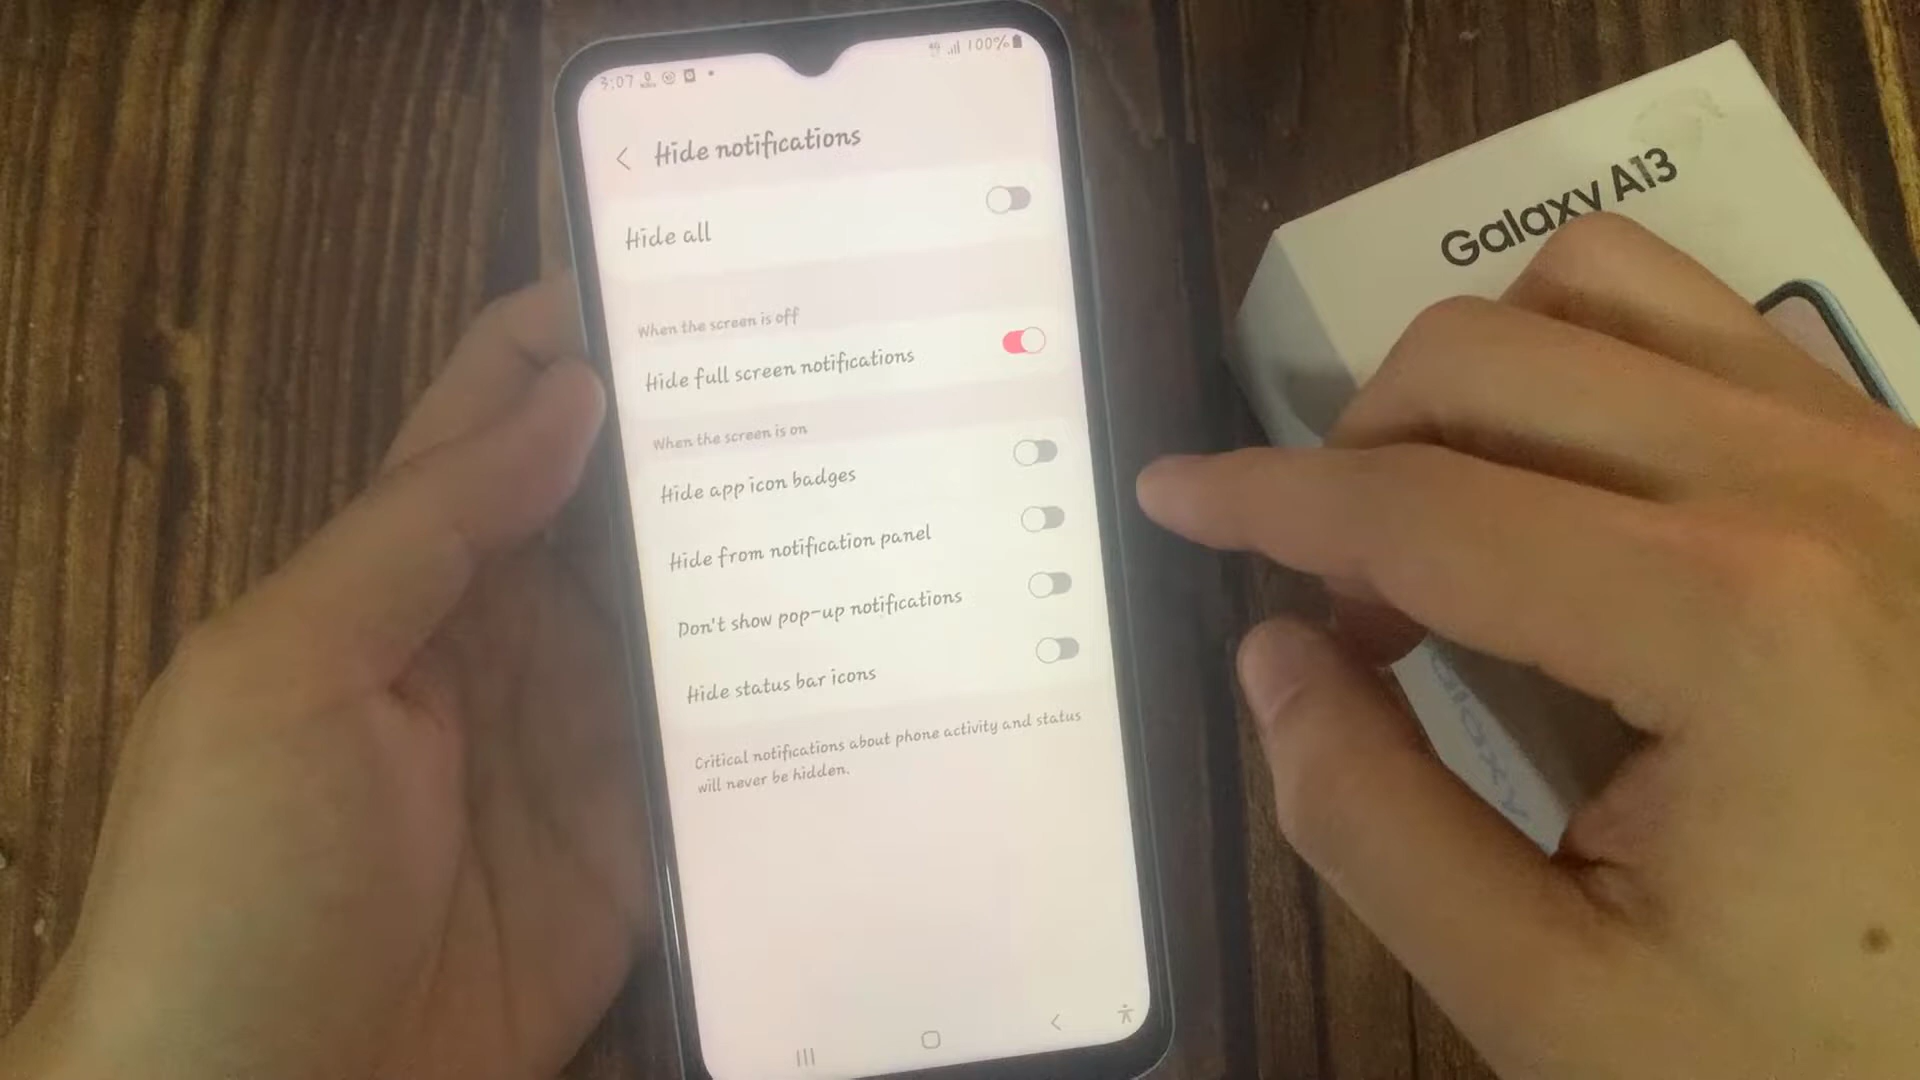 3:07
4G 100%
Hide notifications
Hide all
When the screen is off
Hide full screen notifications
When the screen is on
Hide app icon badges
Hide from notification panel
Don't show pop-up notifications
Hide status bar icons
Critical notifications about phone activity and status
will never be hidden.
Galaxy A13